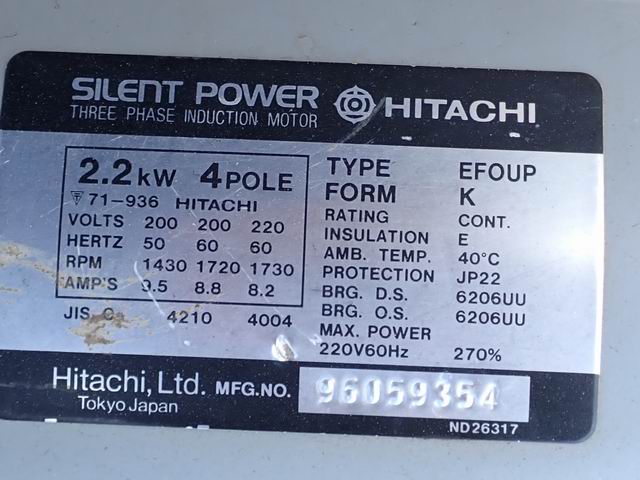 SILENT POWER HITACHI
THREE PHASE INDUCTION MOTOR
2.2kW 4POLE
71-936 HITACHI
VOLTS 200 200 220
HERTZ 50 60 60
RPM 1430 1720 1730
AMP'S 9.5 8.8 8.2
JIS C 4210 4004
TYPE EFOUP
FORM K
RATING CONT.
INSULATION E
AMB. TEMP. 40°C
PROTECTION JP22
BRG. D.S. 6206UU
BRG. O.S. 6206UU
MAX. POWER
220V60Hz 270%
Hitachi, Ltd. MFG.NO. 96059354
Tokyo Japan
ND26317